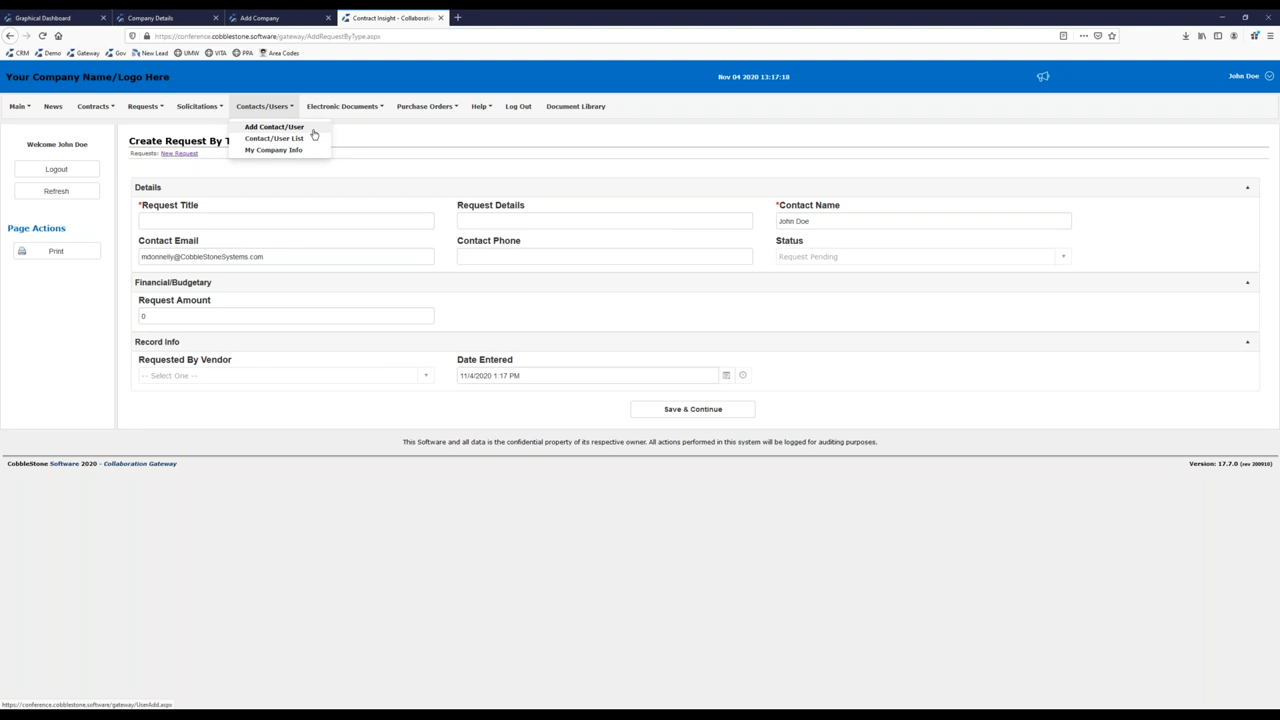 Graphical Dashboard
Company Details
Add Company
Contract Insight - Collaboratio
https://conference.cobblestone.software/gateway/AddRequestByType.aspx
CRM Demo Gateway Gov New Lead UMW VITA PPA Area Codes
Your Company Name/Logo Here
Nov 04 2020 13:17:18
John Doe
Main News Contracts Requests Solicitations Contacts/Users Electronic Documents Purchase Orders Help Log Out Document Library
Add Contact/User
Contact/User List
My Company Info
Welcome John Doe
Logout
Refresh
Page Actions
Print
Create Request By T
Requests: New Request
Details
*Request Title
Request Details
*Contact Name
John Doe
Contact Email
Contact Phone
Status
mdonnelly@CobbleStoneSystems.com
Request Pending
Financial/Budgetary
Request Amount
0
Record Info
Requested By Vendor
Date Entered
-- Select One --
11/4/2020 1:17 PM
Save & Continue
This Software and all data is the confidential property of its respective owner. All actions performed in this system will be logged for auditing purposes.
CobbleStone Software 2020 - Collaboration Gateway
Version: 17.7.0 (rev 200910)
https://conference.cobblestone.software/gateway/UserAdd.aspx